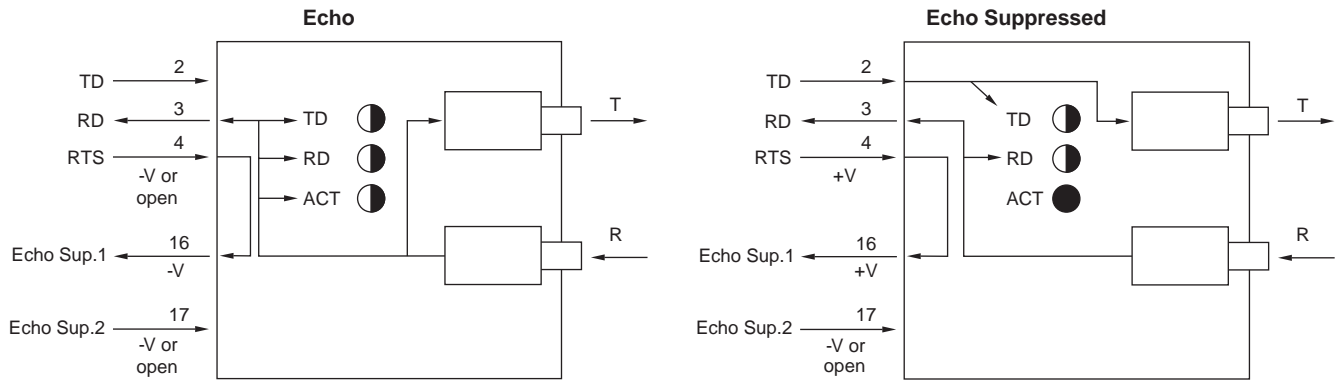 Echo
TD 2
RD 3
RTS 4
-V or
open
Echo Sup.1 16
-V
Echo Sup.2 17
-V or
open
TD
RD
ACT
T
R
Echo Suppressed
TD 2
RD 3
RTS 4
+V
Echo Sup.1 16
+V
Echo Sup.2 17
-V or
open
TD
RD
ACT
T
R